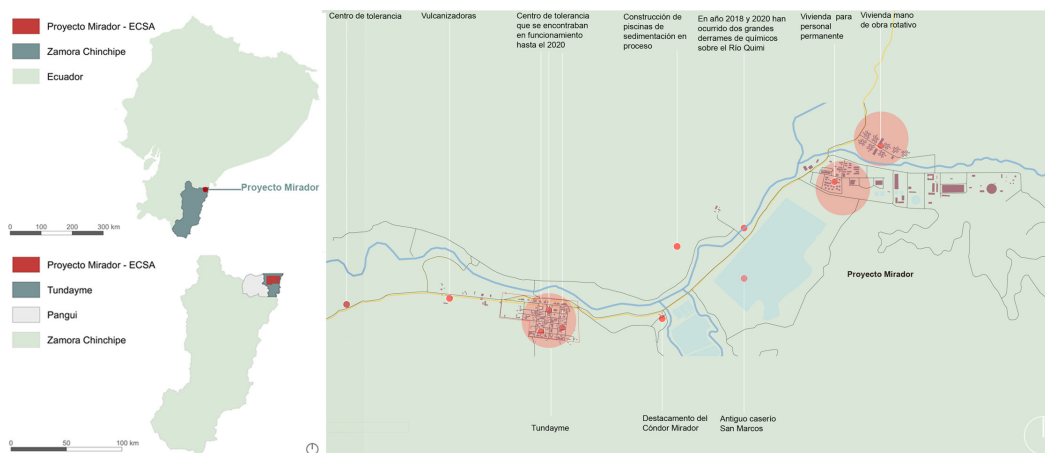 Proyecto Mirador - ECSA
Zamora Chinchipe
Ecuador
Proyecto Mirador
0 100 200 300 km
Proyecto Mirador - ECSA
Tundayme
Pangui
Zamora Chinchipe
0 50 100 km
Centro de tolerancia
Vulcanizadoras
Centro de tolerancia
que se encontraban
en funcionamiento
hasta el 2020
Construcción de
piscinas de
sedimentación en
proceso
En año 2018 y 2020 han
ocurrido dos grandes
derrames de químicos
sobre el Río Quimi
Vivienda para
personal
permanente
Vivienda mano
de obra rotativo
Proyecto Mirador
Tundayme
Destacamento del
Cóndor Mirador
Antiguo caserío
San Marcos